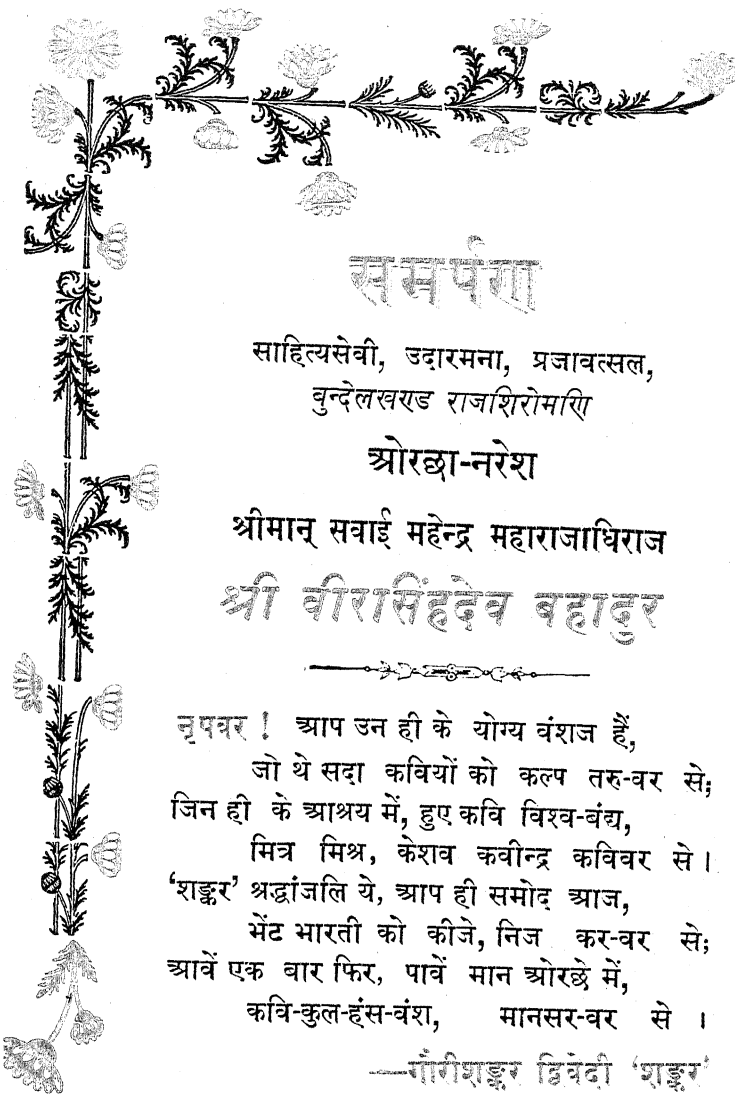 समर्पण
साहित्यसेवी, उदारमना, प्रजावत्सल,
बुन्देलखण्ड राजशिरोमणि
ओरछा-नरेश
श्रीमान् सवाई महेन्द्र महाराजाधिराज
श्री वीरसिंहदेव बहादुर
नृपवर ! आप उन ही के योग्य वंशज हैं,
जो थे सदा कवियों को कल्प तरु-वर से;
जिन ही के आश्रय में, हुए कवि विश्व-वंद्य,
मित्र मिश्र, केशव कवीन्द्र कविवर से ।
'शङ्कर' श्रद्धांजलि ये, आप ही समोद आज,
भेंट भारती को कीजे, निज कर-वर से;
आवें एक बार फिर, पावें मान ओरछे में,
कवि-कुल-हंस-वंश, मानसर-वर से ।
—गौरीशङ्कर द्विवेदी 'शङ्कर'